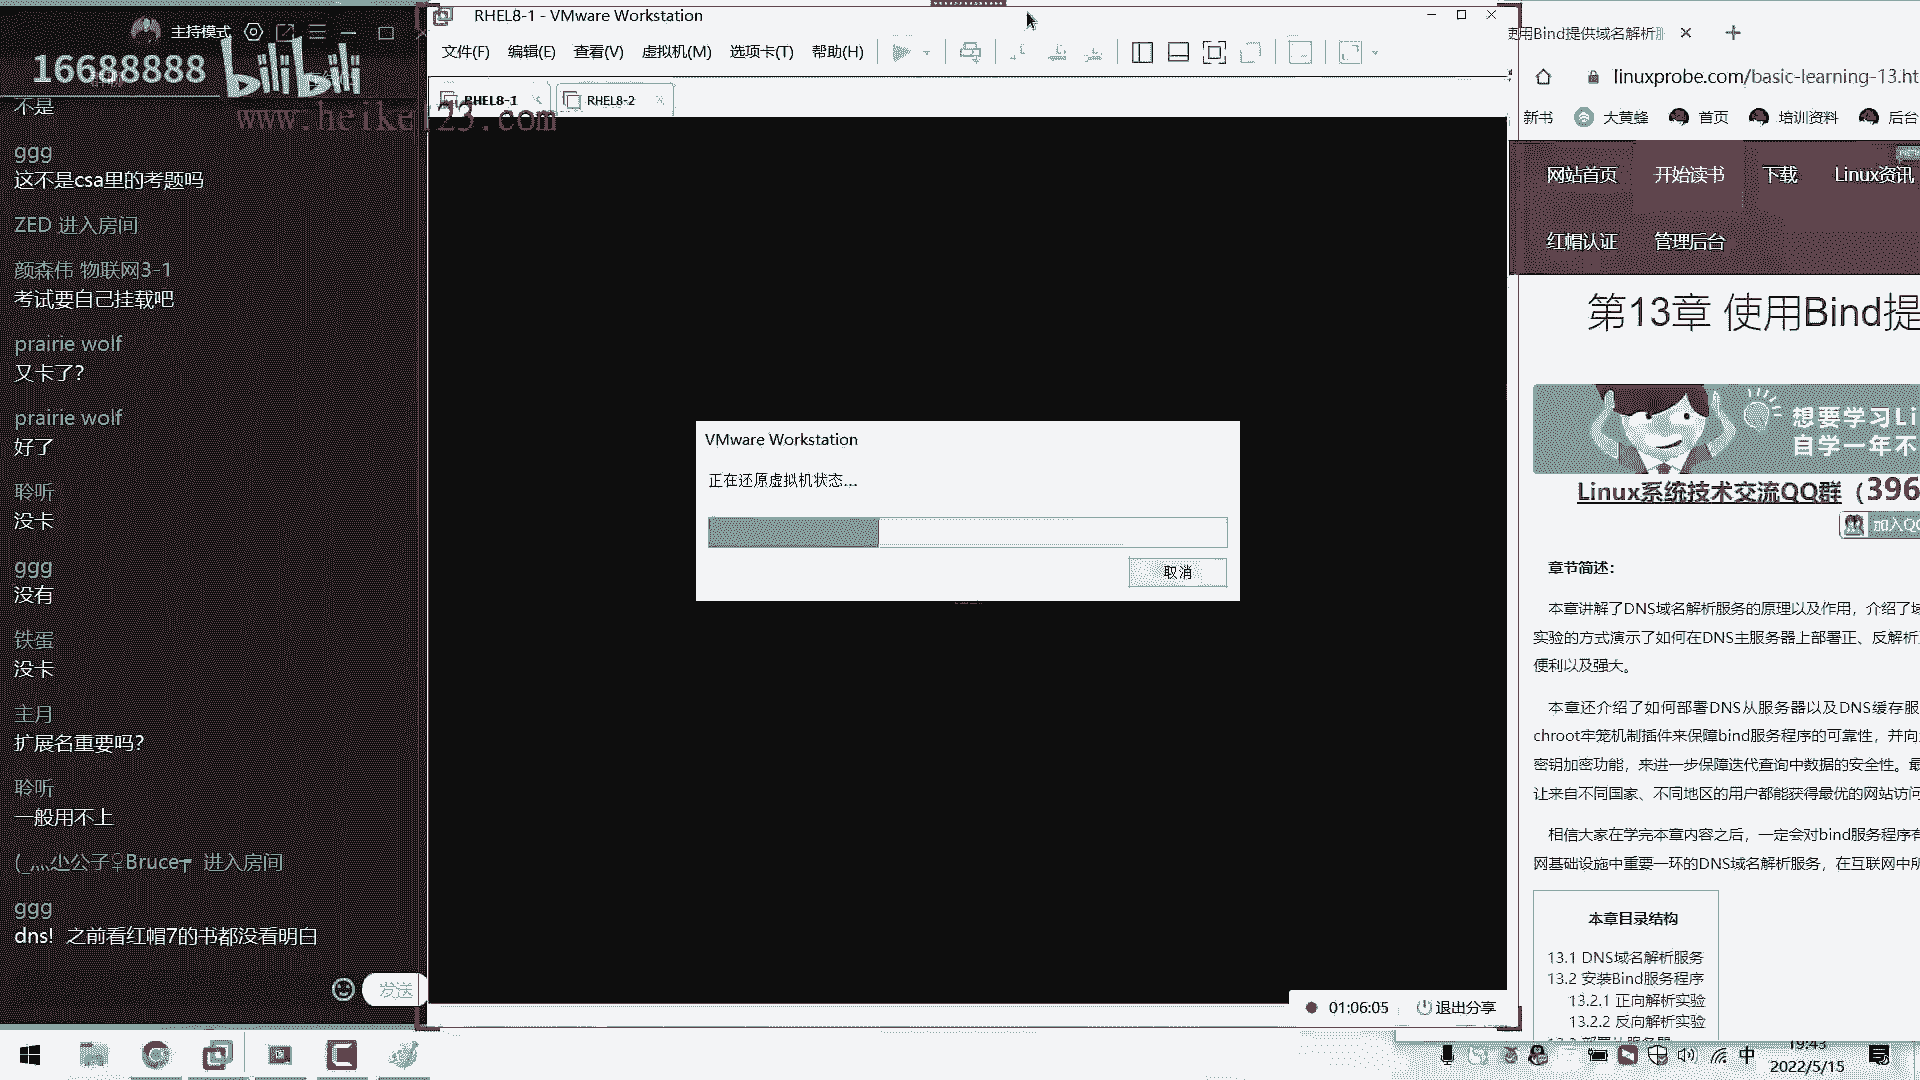 主持模式
16688888
bilibili
www.heike123.com
不是
ggg
这不是csa里的考题吗
ZED 进入房间
颜森伟 物联网3-1
考试要自己挂载吧
prairie wolf
又卡了?
prairie wolf
好了
聆听
没卡
ggg
没有
铁蛋
没卡
主月
扩展名重要吗?
聆听
一般用不上
公子♀Bruce 进入房间
ggg
dns！之前看红帽7的书都没看明白
发送
RHEL8-1 - VMware Workstation
文件(F) 编辑(E) 查看(V) 虚拟机(M) 选项卡(T) 帮助(H)
RHEL8-1
RHEL8-2
VMware Workstation
正在还原虚拟机状态...
取消
01:06:05
退出分享
用Bind提供域名解析服
linuxprobe.com/basic-learning-13.ht
新书 大黄蜂 首页 培训资料 后台
网站首页 开始读书 下载 Linux资讯
红帽认证 管理后台
第13章 使用Bind提
想要学习Li
自学一年不
Linux系统技术交流QQ群（396
加入QQ
章节简述：
本章讲解了DNS域名解析服务的原理以及作用，介绍了域
实验的方式演示了如何在DNS主服务器上部署正、反解析
便利以及强大。
本章还介绍了如何部署DNS从服务器以及DNS缓存服
chroot牢笼机制插件来保障bind服务程序的可靠性，并向
密钥加密功能，来进一步保障迭代查询中数据的安全性。最
让来自不同国家、不同地区的用户都能获得最优的网站访问
相信大家在学完本章内容之后，一定会对bind服务程序有
网基础设施中重要一环的DNS域名解析服务，在互联网中所
本章目录结构
13.1 DNS域名解析服务
13.2 安装Bind服务程序
13.2.1 正向解析实验
13.2.2 反向解析实验
中
19:43
2022/5/15